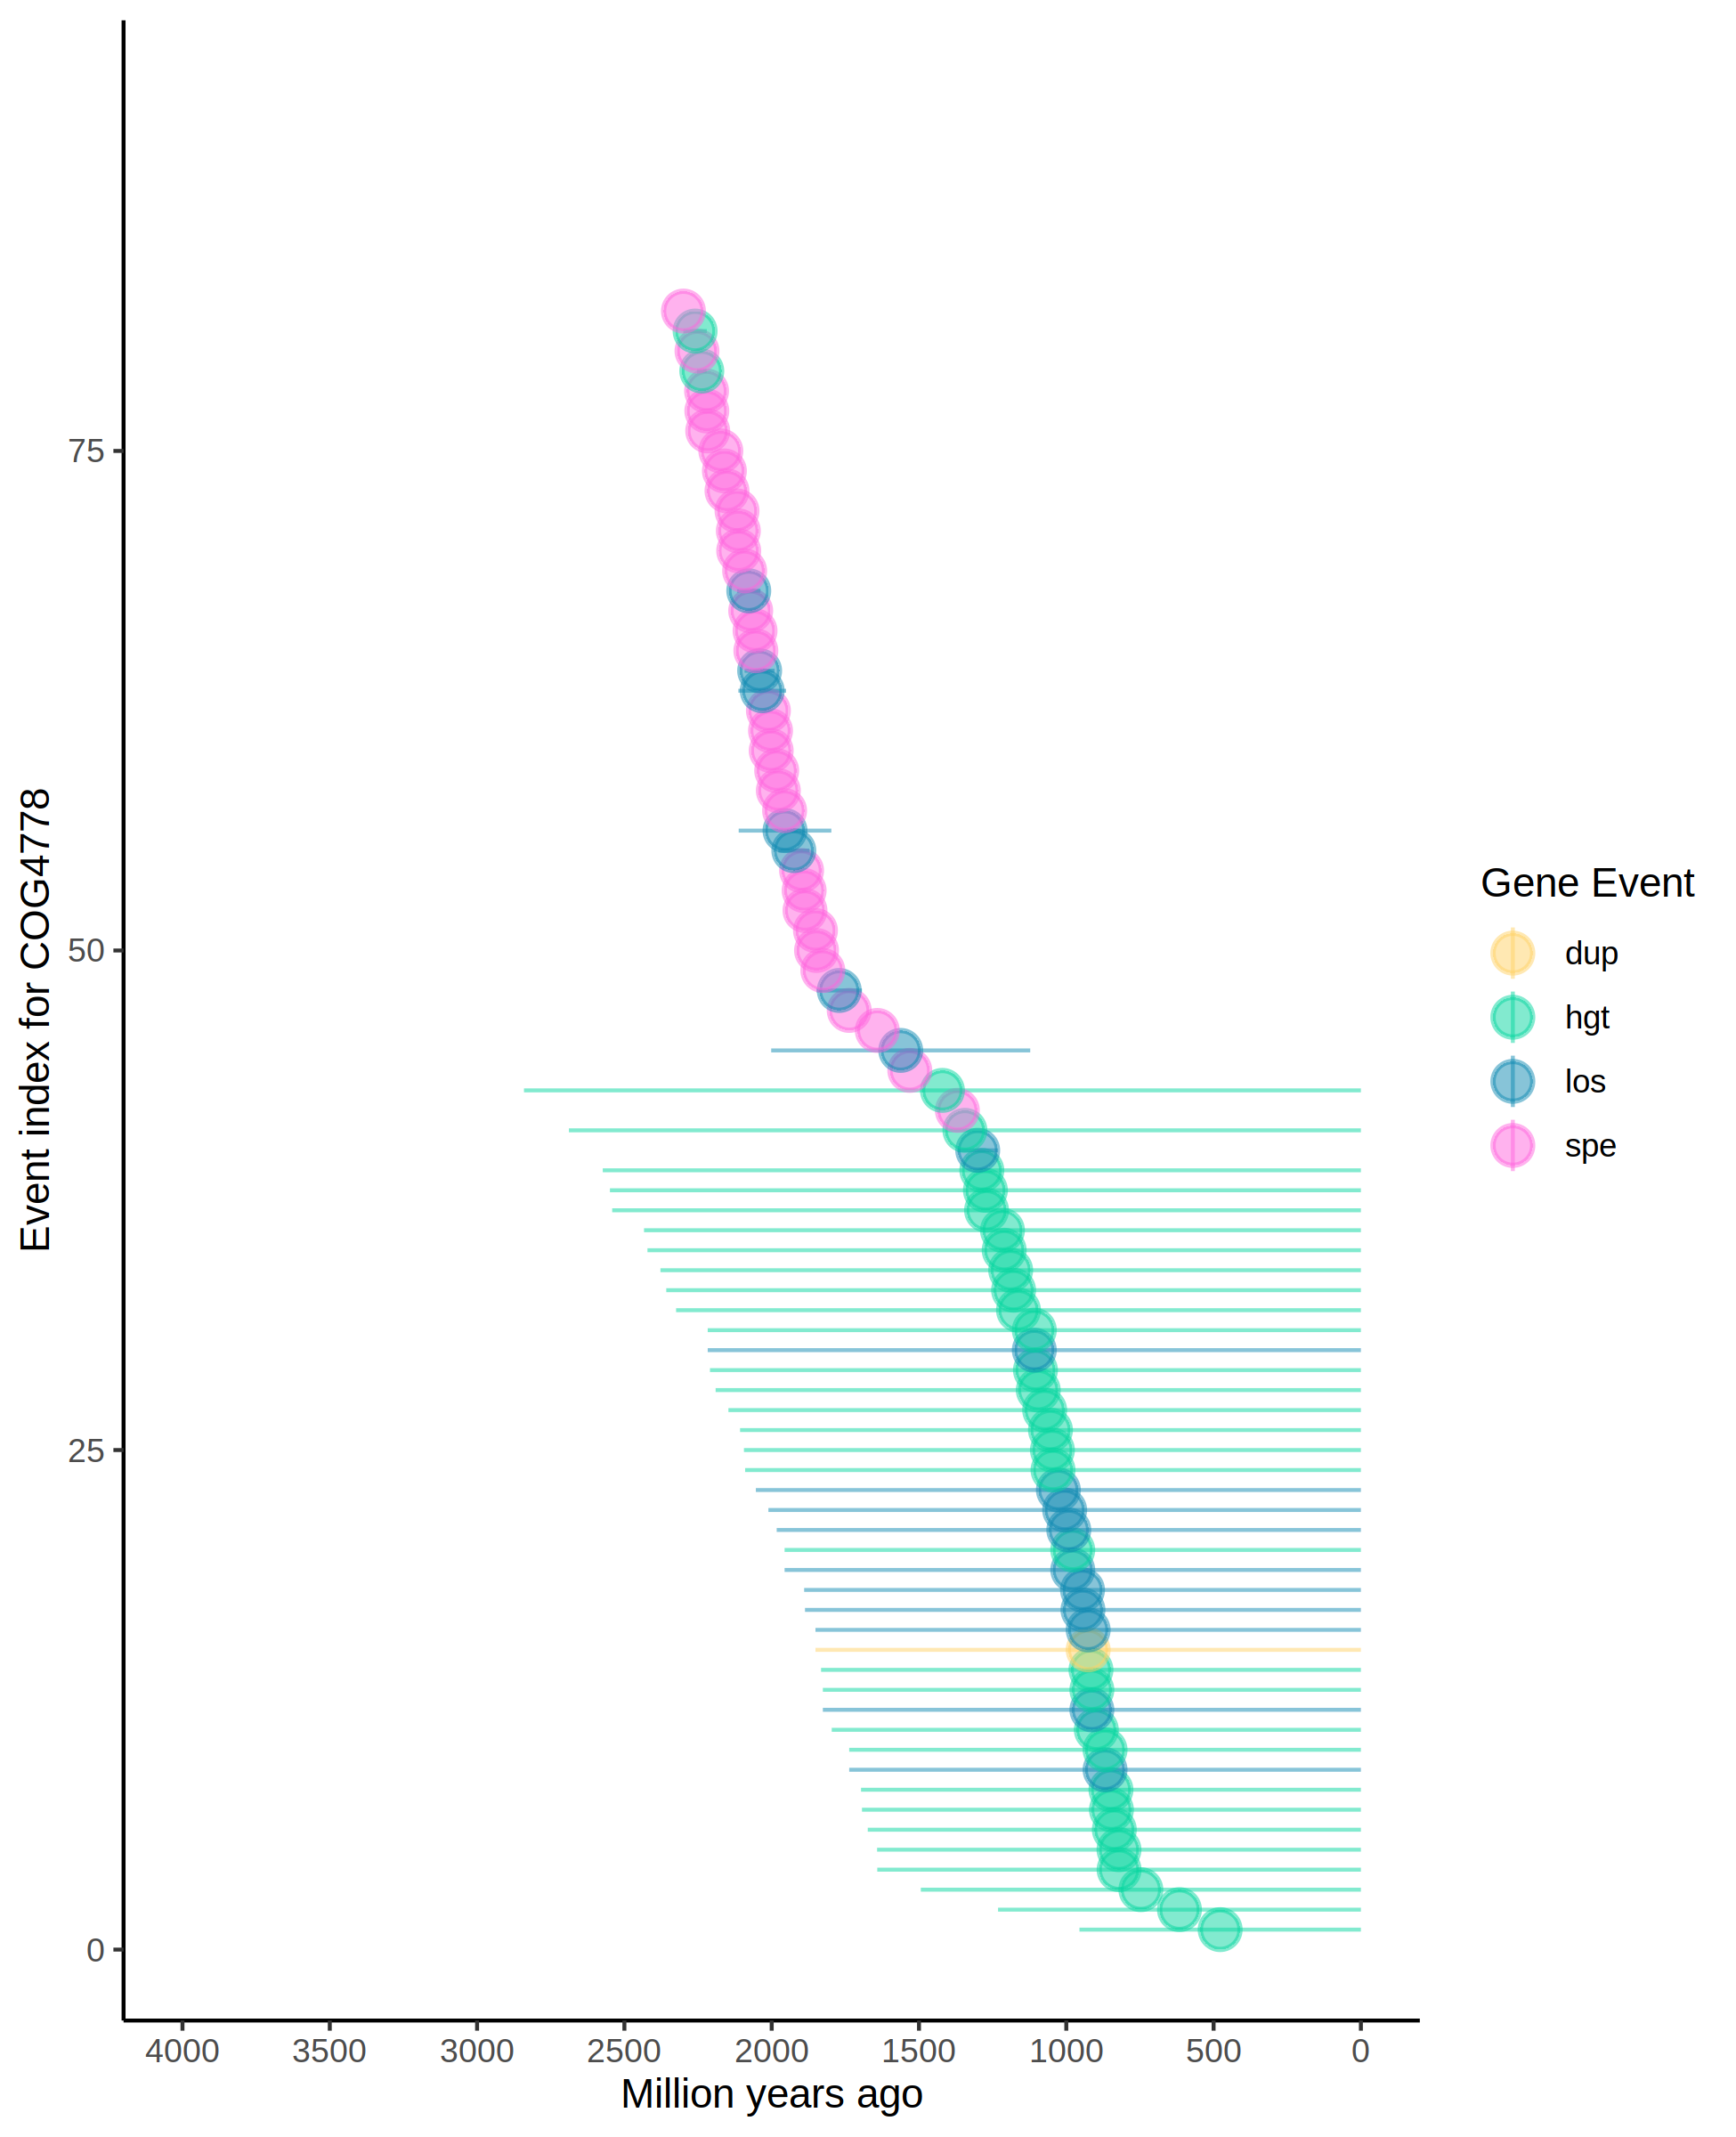 75
50
25
0
Event index for COG4778
4000 3500 3000 2500 2000 1500 1000 500 0
Million years ago
Gene Event
dup
hgt
los
spe